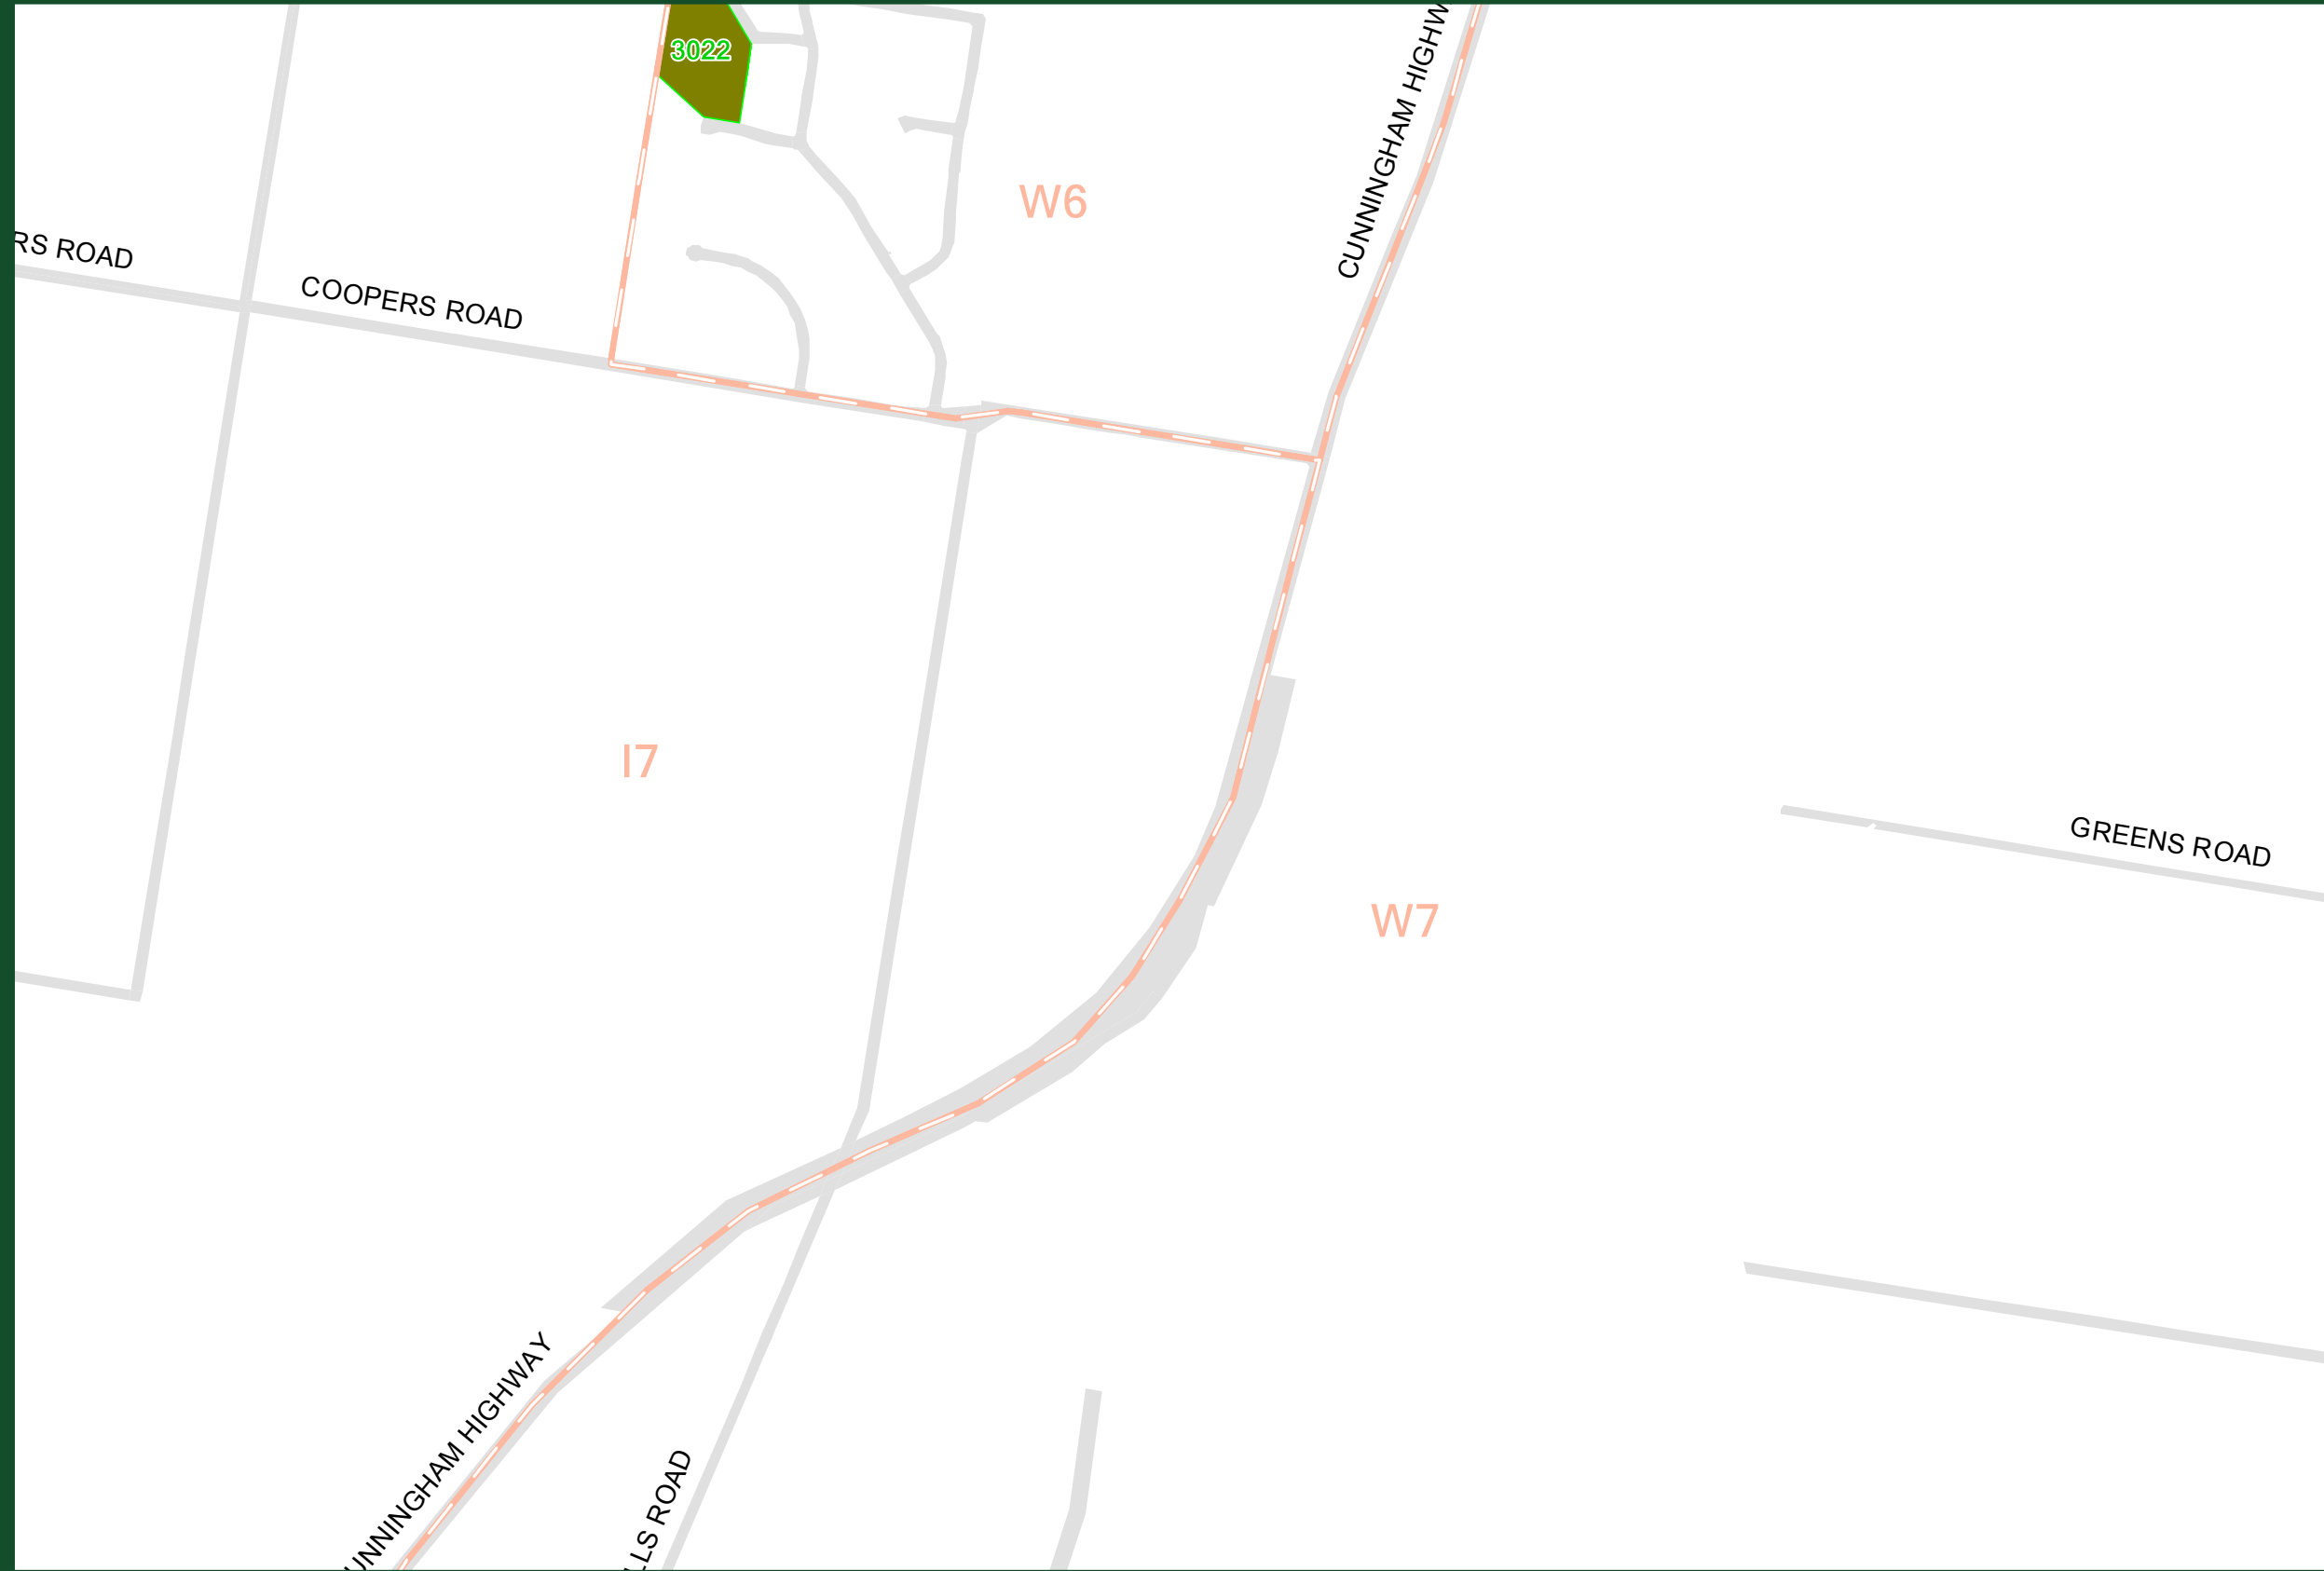 3022
CUNNINGHAM HIGHW
W6
RS ROAD
COOPERS ROAD
I7
GREENS ROAD
W7
UNNINGHAM HIGHWAY
LLS ROAD